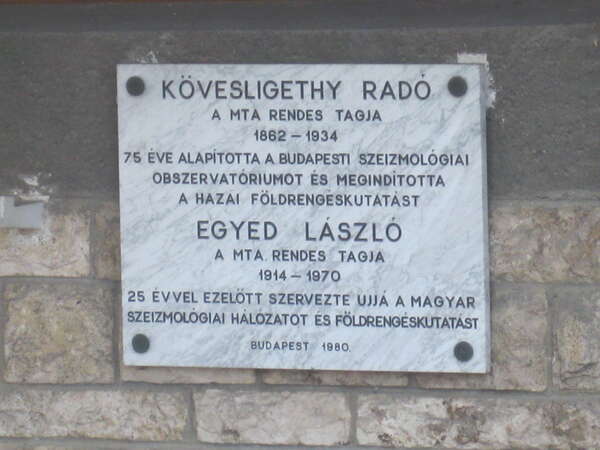 KÖVESLIGETHY RADÓ
A MTA RENDES TAGJA
1862 – 1934
75 ÉVE ALAPÍTOTTA A BUDAPESTI SZEIZMOLÓGIAI
OBSZERVATÓRIUMOT ÉS MEGINDÍTOTTA
A HAZAI FÖLDRENGÉSKUTATÁST
EGYED LÁSZLÓ
A MTA RENDES TAGJA
1914 – 1970
25 ÉVVEL EZELŐTT SZERVEZTE UJJÁ A MAGYAR
SZEIZMOLÓGIAI HÁLÓZATOT ÉS FÖLDRENGÉSKUTATÁST
BUDAPEST 1980.